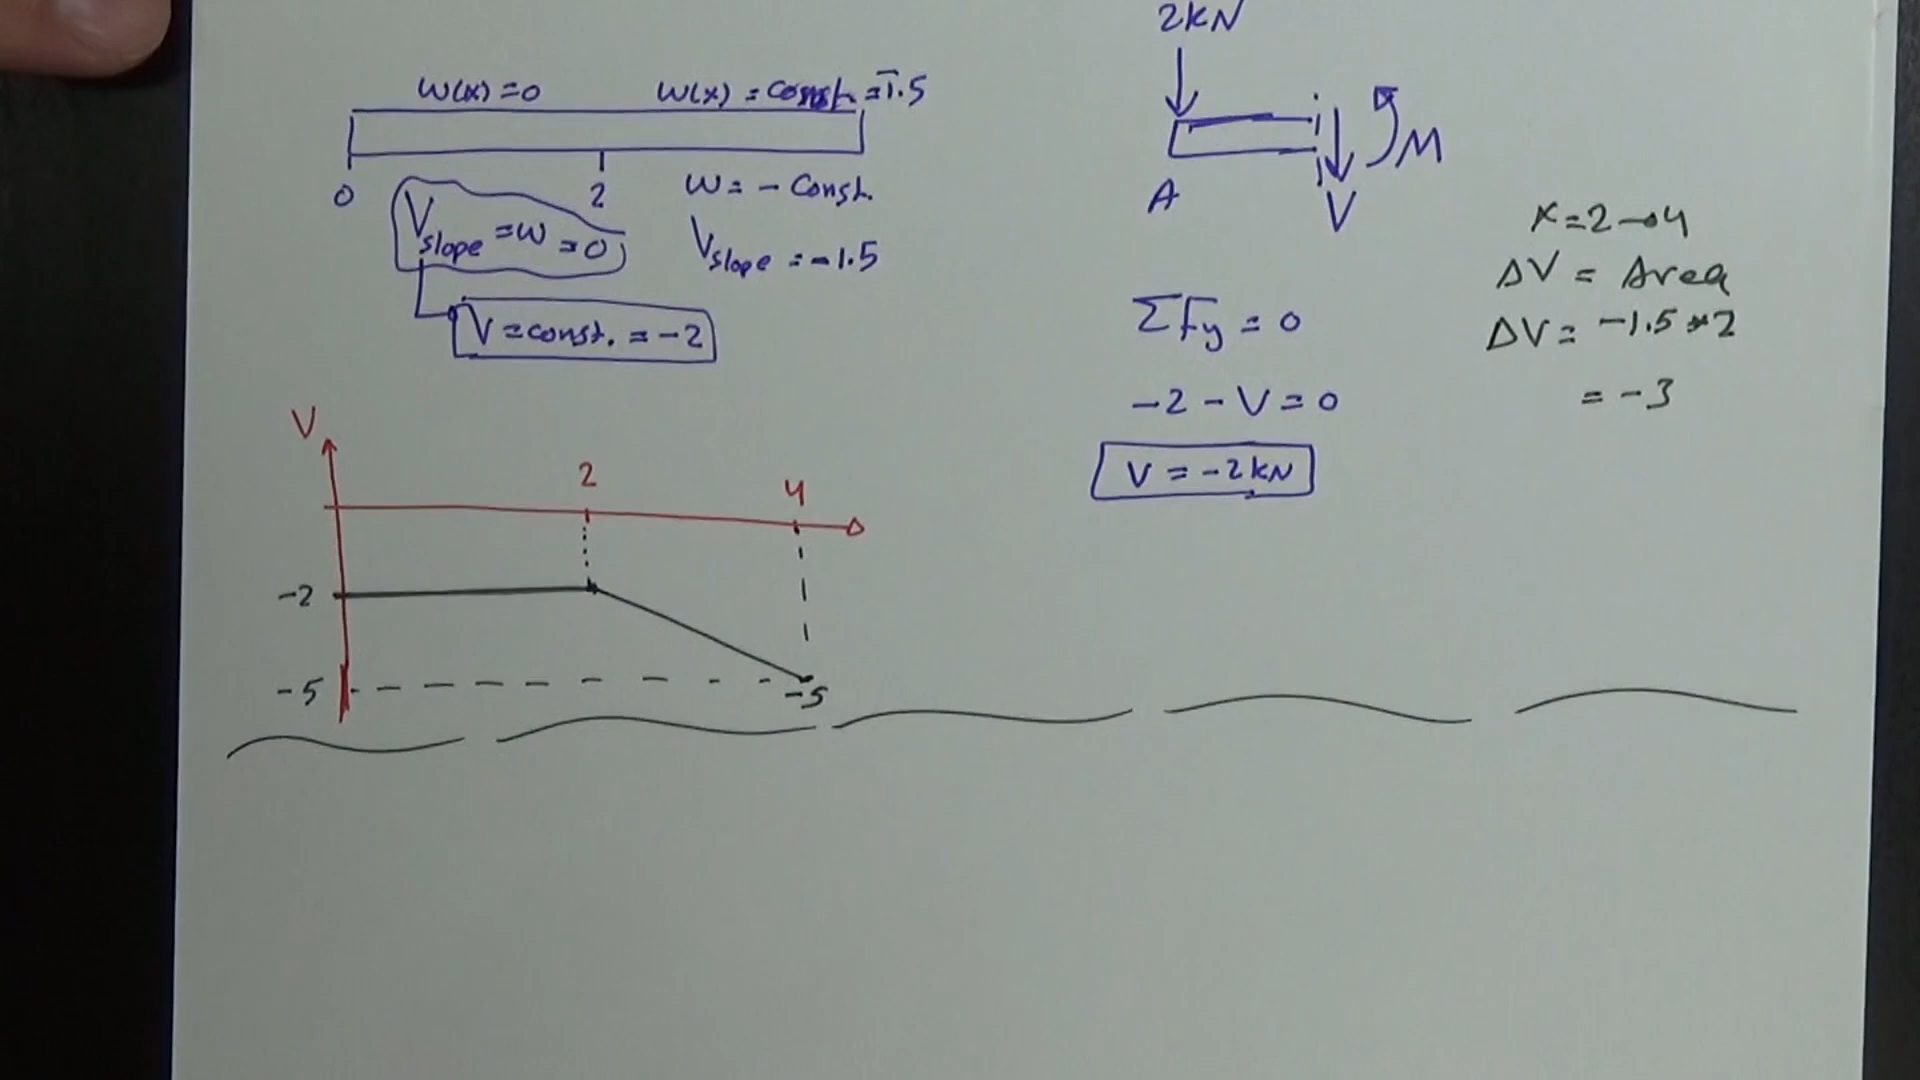 w(x) = 0
w(x) = const. = -1.5
0
2
w = - Const.
Vslope = w = 0
Vslope = -1.5
V = const. = -2
2kN
A
V
M
ΣFy = 0
-2 - V = 0
V = -2kN
x = 2 → 4
ΔV = Area
ΔV = -1.5 * 2
= -3
V
2
4
-2
-5
-5